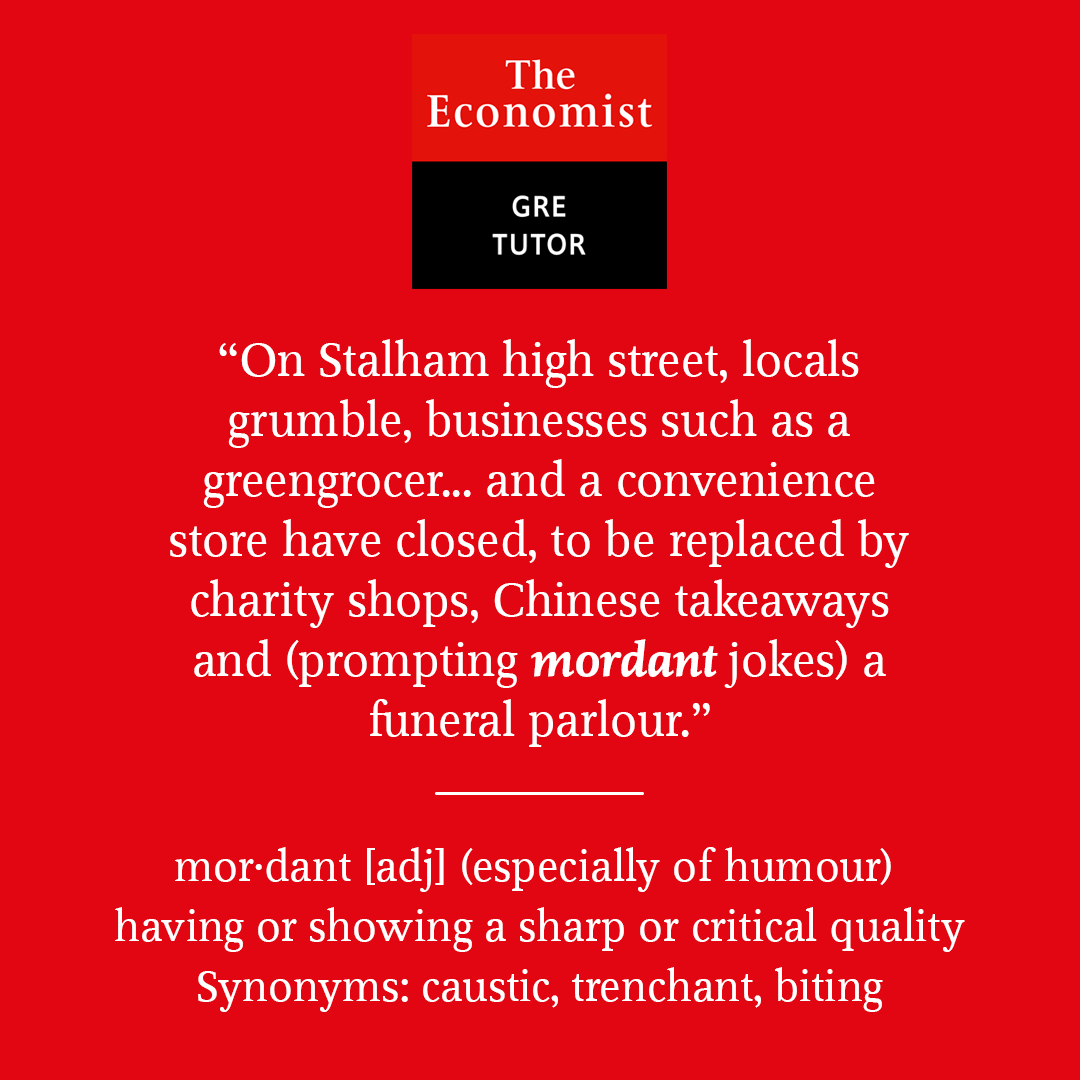 The
Economist
GRE
TUTOR
“On Stalham high street, locals
grumble, businesses such as a
greengrocer... and a convenience
store have closed, to be replaced by
charity shops, Chinese takeaways
and (prompting mordant jokes) a
funeral parlour.”
mor·dant [adj] (especially of humour)
having or showing a sharp or critical quality
Synonyms: caustic, trenchant, biting